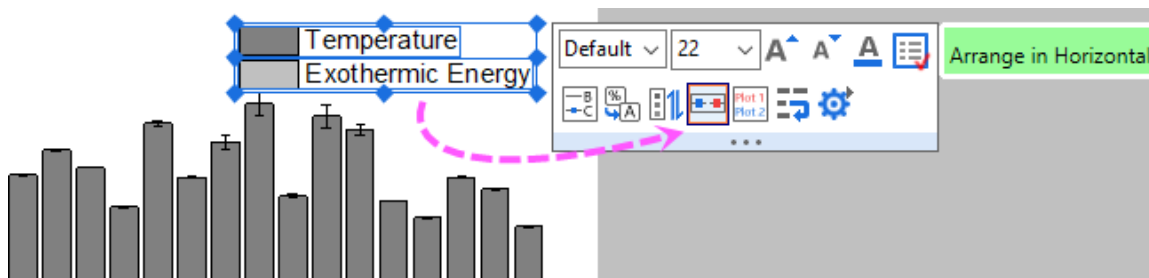 Temperature
Exothermic Energy
Default
22
A A A
Arrange in Horizontal
B
C
%
A
Plot 1
Plot 2